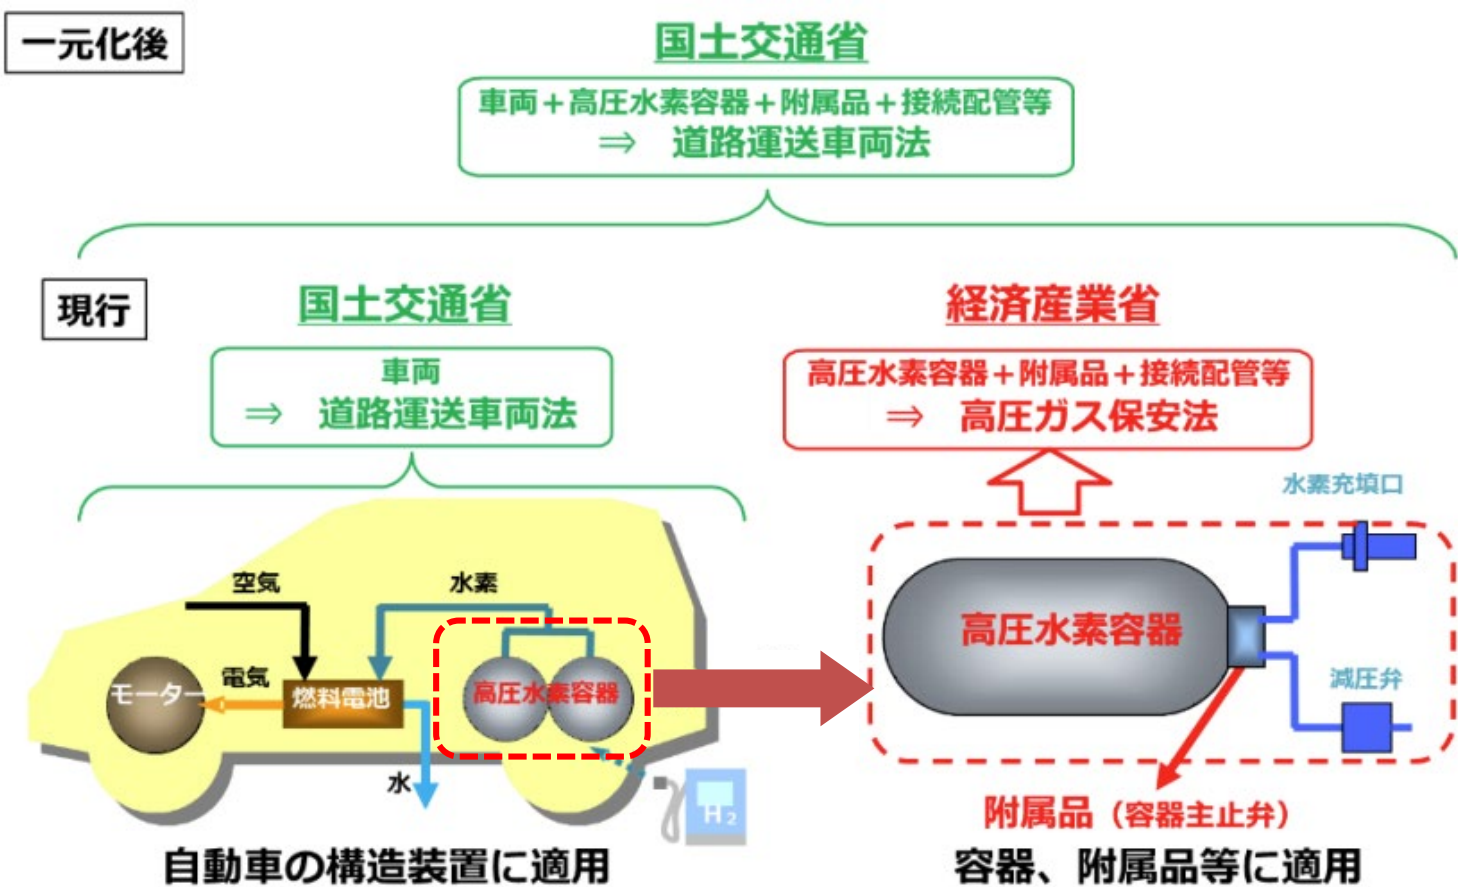 一元化後
国土交通省
車両＋高圧水素容器＋附属品＋接続配管等
⇒ 道路運送車両法
現行
国土交通省
車両
⇒ 道路運送車両法
経済産業省
高圧水素容器＋附属品＋接続配管等
⇒ 高圧ガス保安法
空気
水素
電気
モーター
燃料電池
高圧水素容器
水
H2
自動車の構造装置に適用
水素充填口
高圧水素容器
減圧弁
附属品（容器主止弁）
容器、附属品等に適用